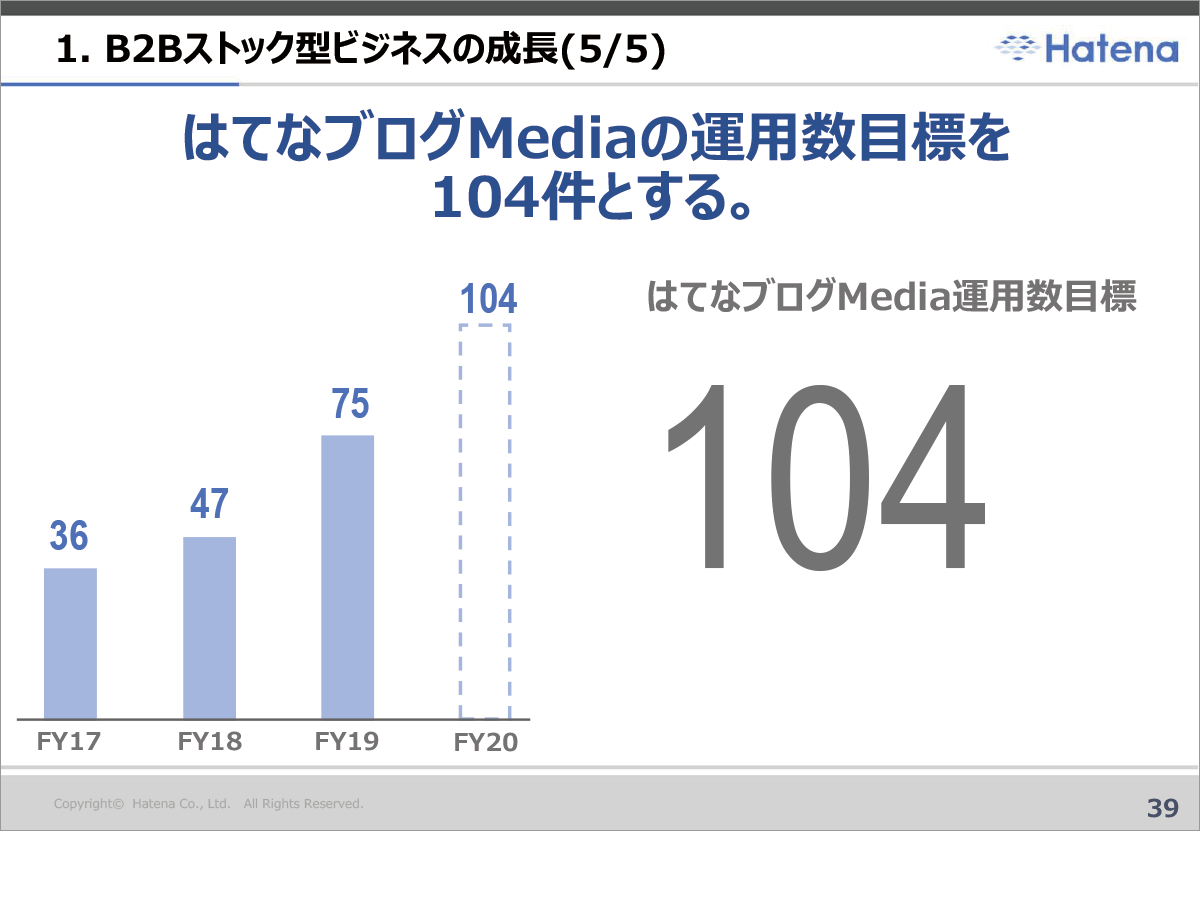 1. B2Bストック型ビジネスの成長(5/5)
Hatena
はてなブログMediaの運用数目標を
104件とする。
はてなブログMedia運用数目標
104
104
75
47
36
FY17
FY18
FY19
FY20
Copyright© Hatena Co., Ltd. All Rights Reserved.
39